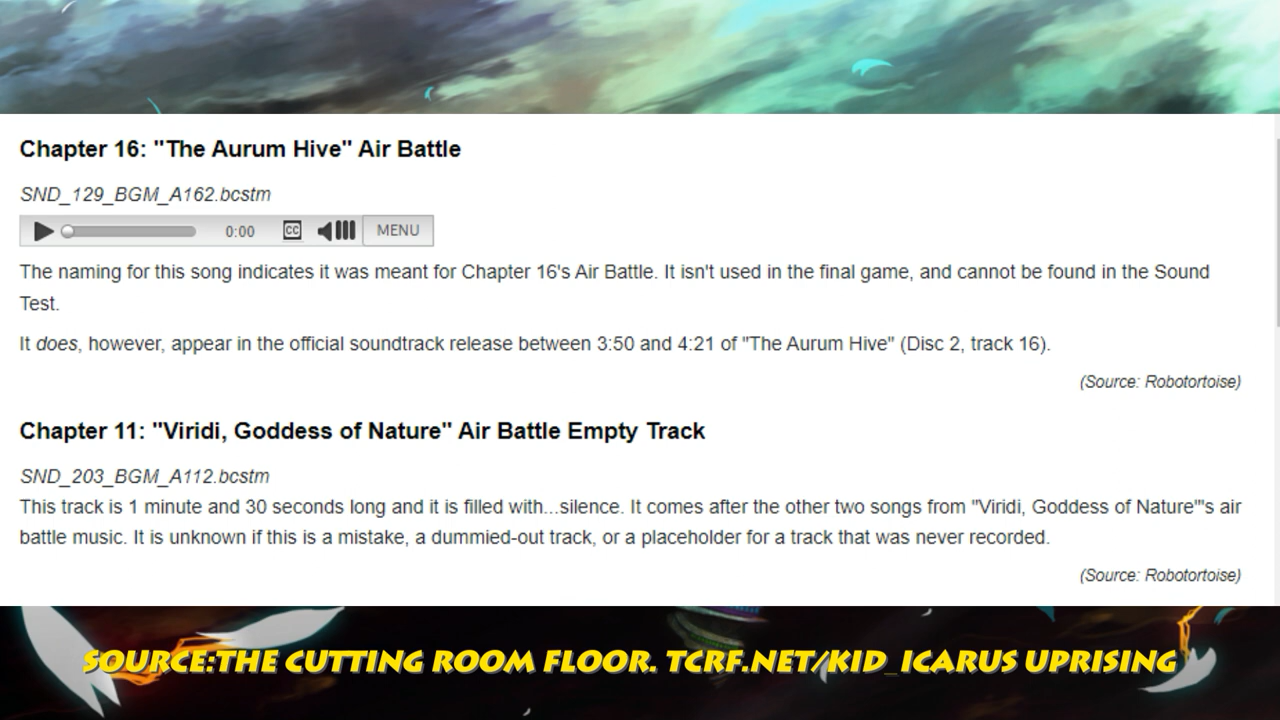 Chapter 16: "The Aurum Hive" Air Battle
SND_129_BGM_A162.bcstm
0:00
CC
MENU
The naming for this song indicates it was meant for Chapter 16's Air Battle. It isn't used in the final game, and cannot be found in the Sound
Test.
It does, however, appear in the official soundtrack release between 3:50 and 4:21 of "The Aurum Hive" (Disc 2, track 16).
(Source: Robotortoise)
Chapter 11: "Viridi, Goddess of Nature" Air Battle Empty Track
SND_203_BGM_A112.bcstm
This track is 1 minute and 30 seconds long and it is filled with...silence. It comes after the other two songs from "Viridi, Goddess of Nature"'s air
battle music. It is unknown if this is a mistake, a dummied-out track, or a placeholder for a track that was never recorded.
(Source: Robotortoise)
SOURCE:THE CUTTING ROOM FLOOR. TCRF.NET/KID_ICARUS UPRISING